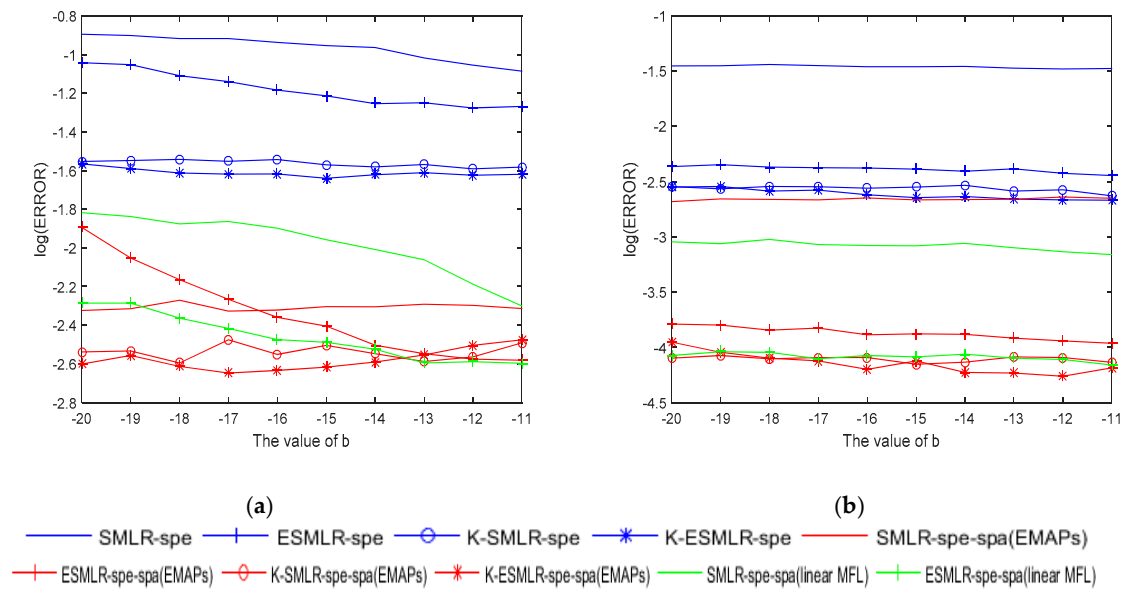 -0.8
-1
-1.2
-1.4
-1.6
-1.8
-2
-2.2
-2.4
-2.6
-2.8
log(ERROR)
-20 -19 -18 -17 -16 -15 -14 -13 -12 -11
The value of b
(a)
-1
-1.5
-2
-2.5
-3
-3.5
-4
-4.5
log(ERROR)
-20 -19 -18 -17 -16 -15 -14 -13 -12 -11
The value of b
(b)
SMLR-spe ESMLR-spe K-SMLR-spe K-ESMLR-spe SMLR-spe-spa(EMAPs)
ESMLR-spe-spa(EMAPs) K-SMLR-spe-spa(EMAPs) K-ESMLR-spe-spa(EMAPs) SMLR-spe-spa(linear MFL) ESMLR-spe-spa(linear MFL)